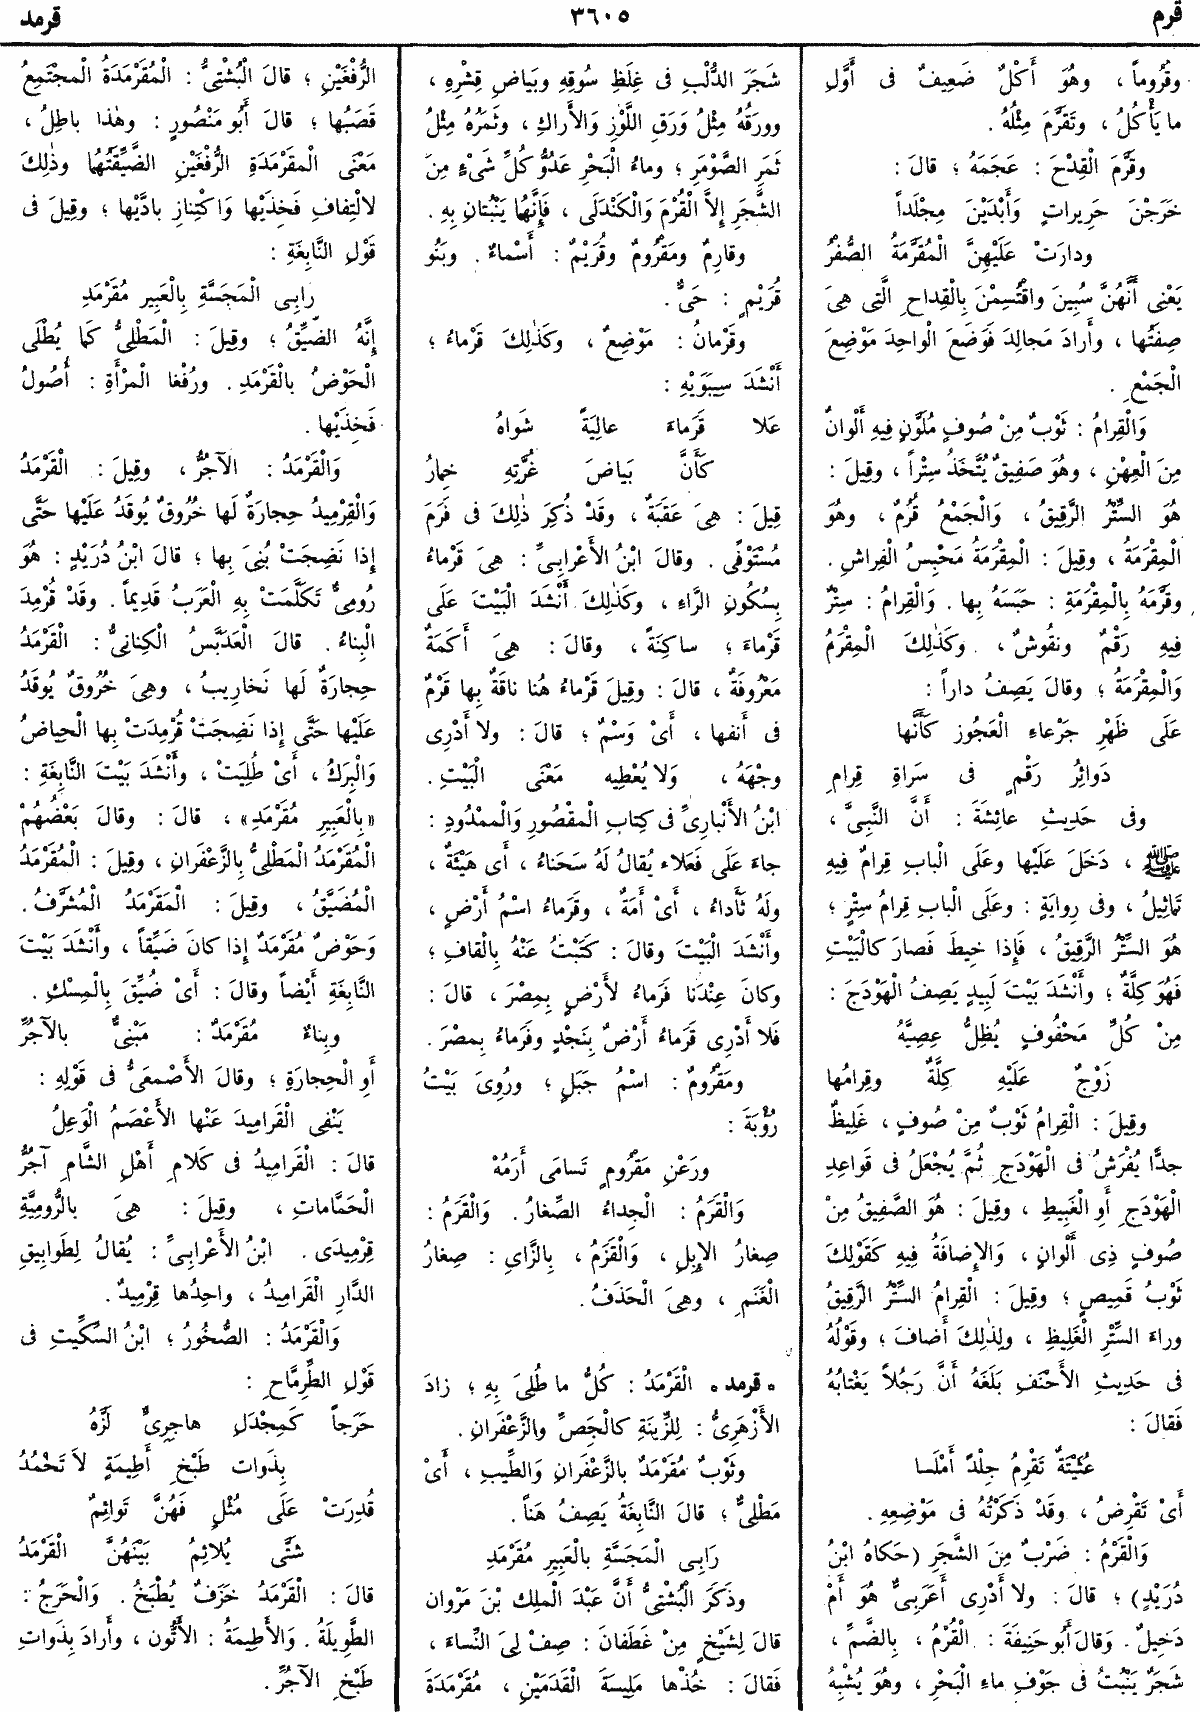 قرم
٣٦٠٥
قرمد
وقُرُوماً ، وهُوَ أَكْلٌ ضَعِيفٌ فى أَوَّلِ
ما يَأْكُلُ ، وتَقَرَّمَ مِثْلُهُ .
وقَرَّمَ الْقِدْحَ : عَجَمَهُ ؛ قالَ :
خَرَجْنَ حَرِيراتٍ وَأَبْدَيْنَ مِجْلَداً
ودارَتْ عَلَيْهِنَّ الْمُقَرَّمَةُ الصُّفْرُ
يَعْنِى أَنَّهُنَّ سُبِينَ واقْتُسِمْنَ بِالْقِداحِ الَّتِى هِىَ
صِفَتُها ، وأَرادَ مَجالِدَ فَوَضَعَ الْواحِدَ مَوْضِعَ
الْجَمْعِ .
وَالْقِرامُ : ثَوْبٌ مِنْ صُوفٍ مُلَوَّنٍ فِيهِ أَلْوانٌ
مِنَ الْعِهْنِ ، وهُوَ صَفِيقٌ يُتَّخَذُ سِتْراً ، وقِيلَ :
هُوَ السِّتْرُ الرَّقِيقُ ، وَالْجَمْعُ قُرُمٌ ، وهُوَ
الْمِقْرَمَةُ ، وقِيلَ : الْمِقْرَمَةُ مَحْبِسُ الْفِراشِ .
وقَرَّمَهُ بِالْمِقْرَمَةِ : حَبَسَهُ بِها . وَالْقِرامُ : سِتْرٌ
فِيهِ رَقْمٌ ونقُوشٌ ، وَكَذٰلِكَ الْمِقْرَمُ
وَالْمِقْرَمَةُ ؛ وقالَ يَصِفُ داراً :
عَلَى ظَهْرِ جَرْعاءِ الْعَجُوزِ كَأَنَّها
دَوائِرُ رَقْمٍ فى سَراةِ قِرامِ
وفى حَدِيثِ عائِشَةَ : أَنَّ النَّبِىَّ ،
ﷺ ، دَخَلَ عَلَيْها وعَلَى الْبابِ قِرامٌ فِيهِ
تَماثِيلُ ، وفى رِوايَةٍ : وعَلَى الْبابِ قِرامُ سِتْرٍ ؛
هُوَ السِّتْرُ الرَّقِيقُ ، فَإِذا خِيطَ فَصارَ كالْبَيْتِ
فَهُوَ كِلَّةٌ ؛ وأَنْشَدَ بَيْتَ لَبِيدٍ يَصِفُ الْهَوْدَجَ :
مِنْ كُلِّ مَحْفُوفٍ يُظِلُّ عِصِيَّهُ
زَوْجٌ عَلَيْهِ كِلَّةٌ وقِرامُها
وقِيلَ : الْقِرامُ ثَوْبٌ مِنْ صُوفٍ ، غَلِيظٌ
جِدًّا يُفْرَشُ فى الْهَوْدَجِ ثُمَّ يُجْعَلُ فى قَواعِدِ
الْهَوْدَجِ أَوِ الْغَبِيطِ ، وقِيلَ : هُوَ الصَّفِيقُ مِنْ
صُوفٍ ذِى أَلْوانٍ ، وَالإِضافَةُ فِيهِ كَقَوْلِكَ
ثَوْبُ قَمِيصٍ ؛ وقِيلَ : الْقِرامُ السِّتْرُ الرَّقِيقُ
وراءَ السِّتْرِ الْغَلِيظِ ، ولِذٰلِكَ أَضافَ ؛ وقَوْلُهُ
فى حَدِيثِ الأَحْنَفِ بَلَغَهُ أَنَّ رَجُلاً يَغْتابُهُ
فَقالَ :
عُثَيْثَةٌ تَقْرِمُ جِلْدَاً أَمْلَسا
أَىْ تَقْرِضُ ، وقَدْ ذَكَرْتُهُ فى مَوْضِعِهِ .
وَالْقَرْمُ : ضَرْبٌ مِنَ الشَّجَرِ (حَكاهُ ابْنُ
دُرَيْدٍ) ؛ قالَ : ولا أَدْرِى أَعَرَبِىٌّ هُوَ أَمْ
دَخِيلٌ . وَقالَ أَبُو حَنِيفَةَ : الْقُرْمُ ، بِالضَّمِّ ،
شَجَرٌ يَنْبُتُ فى جَوْفِ ماءِ الْبَحْرِ ، وهُوَ يُشْبِهُ
شَجَرَ الدُّلْبِ فى غِلَظِ سُوقِهِ وبَياضِ قِشْرِهِ ،
وورَقُهُ مِثْلُ وَرَقِ اللَّوْزِ وَالأَراكِ ، وثَمَرُهُ مِثْلُ
ثَمَرِ الصَّوْمَرِ ؛ وماءُ الْبَحْرِ عَدُوُّ كُلِّ شَىْءٍ مِنَ
الشَّجَرِ إِلاَّ الْقُرْمَ وَالْكَنْدَلَى ، فَإِنَّهُا يَنْبُتانِ بِهِ .
وقارِمٌ ومَقْرُومٌ وقُرَيْمٌ : أَسْماءٌ . وبَنُو
قُرَيْمٍ : حَىٌّ .
وقَرْمانُ : مَوْضِعٌ ، وكَذٰلِكَ قَرْماءُ ؛
أَنْشَدَ سِيبَوَيْهِ :
عَلا قَرَماءَ عالِيَةً شَواهُ
كَأَنَّ بَياضَ غُرَّتِهِ خِمارُ
قِيلَ : هِىَ عَقَبَةٌ ، وقَدْ ذُكِرَ ذٰلِكَ فى فَرَمَ
مُسْتَوْفًى . وقالَ ابْنُ الأَعْرابِىِّ : هِىَ قَرْماءُ
بِسُكُونِ الرَّاءِ ، وكَذٰلِكَ أَنْشَدَ الْبَيْتَ عَلَى
قَرْماءَ ؛ ساكِنَةً ، وقالَ : هِىَ أَكَمَةٌ
مَعْرُوفَةٌ ، قالَ : وقِيلَ قَرْماءُ هُنا ناقَةٌ بِها قَرْمٌ
فى أَنفها ، أَىْ وَسْمٌ ؛ قالَ : ولا أَدْرِى
وجْهَهُ ، وَلا يُعْطِيهِ مَعْنَى الْبَيْتِ .
ابْنُ الأَنْبارِىِّ فى كِتابِ الْمقْصُورِ وَالْممْدُودِ :
جاءَ عَلَى فَعَلاء يُقالُ لَهُ سَحَناءُ ، أَى هَيْئَةٌ ،
ولَهُ ثَأَداءُ ، أَىْ أَمَةٌ ، وقَرَماءُ اسْمُ أَرْضٍ ،
وأَنْشَدَ الْبَيْتَ وقالَ : كَتَبْتُ عَنْهُ بِالْقافِ ؛
وكانَ عِنْدَنا فَرَماءُ لأَرْضٍ بِمِصْرَ ، قالَ :
فَلا أَدْرِى قَرَماءُ أَرْضٌ بِنَجْدٍ وفَرَماءُ بِمصْرَ .
ومَقْرُومٌ : اسْمُ جَبَلٍ ؛ ورُوِىَ بَيْتُ
رُؤْبَةَ :
ورَعْنِ مَقْرُومٍ تَسامَى أَرَمُهْ
وَالْقَرَمُ : الْجِداءُ الصِّغارُ . وَالْقَرَمُ :
صِغارُ الإِبِلِ ، وَالْقَزَمُ ، بِالزَّاىِ : صِغارُ
الْغَنَمِ ، وهِىَ الْحَذَفُ .
• قرمد • الْقَرْمَدُ : كُلُّ ما طُلِىَ بِهِ ؛ زادَ
الأَزْهَرِىُّ : لِلزِّينَةِ كالْجَصِّ والزَّعْفَرانِ .
وثَوْبٌ مُقَرْمَدٌ بالزَّعْفَرانِ وَالطِّيبِ ، أَىْ
مَطْلِىٌّ ؛ قالَ النَّابِغَةُ يَصِفُ هَناً .
رَابِى الْمَجَسَّةِ بالْعَبِيرِ مُقَرْمَدِ
وذَكَرَ الْبُشْتِىُّ أَنَّ عَبْدَ الْملِكِ بْنَ مَرْوان
قالَ لِشَيْخٍ مِنْ غَطَفانَ : صِفْ لِىَ النِّساءَ ،
فَقالَ : خُذْها مَلِيسَةَ الْقَدَمَيْنِ ، مُقَرْمَدَةَ
الرُّفْغَيْنِ ؛ قالَ الْبُشْتِىُّ : الْمُقَرْمَدَةُ الْمجْتَمِعُ
قَصَبُها ؛ قالَ أَبُو مَنْصُورٍ : وهٰذا باطِلٌ ،
مَعْنَى الْمقَرْمَدَةِ الرُّفْغَيْنِ الضَّيِّقَتُهُا وذٰلِكَ
لالْتِفافِ فَخِذَيْها وَاكْتِنازِ بادَّيْها ؛ وقِيلَ فى
قَوْلِ النَّابِغَةِ :
رابِى الْمَجَسَّةِ بِالْعَبِيرِ مُقَرْمَدِ
إِنَّهُ الضَّيِّقُ ؛ وقِيلَ : الْمَطْلِىُّ كَما يُطْلَى
الْحَوْضُ بالْقَرْمَدِ . ورُفْغا الْمرْأَةِ : أُصُولُ
فَخِذَيْها .
وَالْقَرْمَدُ : الآجُرُّ ، وقِيلَ : الْقَرْمَدُ
وَالْقِرْمِيدُ حِجارَةٌ لَها خُرُوقٌ يُوقَدُ عَلَيْها حَتَّى
إِذا نَضِجَتْ بُنِىَ بِها ؛ قالَ ابْنُ دُرَيْدٍ : هُوَ
رُومِىٌّ تَكَلَّمَتْ بِهِ الْعَرَبُ قَدِيماً . وقَدْ قُرْمِدَ
الْبِناءُ . قالَ الْعَدَبَّسُ الْكِنانِىُّ : الْقَرْمَدُ
حِجارَةٌ لَها نَخارِيبُ ، وهِىَ خُرُوقٌ يُوقَدُ
عَلَيْها حَتَّى إِذا نَضِجَتْ قُرْمِدَتْ بِها الْحِياضُ
وَالْبِرَكُ ، أَىْ طُلِيَتْ ، وأَنْشَدَ بَيْتَ النَّابِغَةِ :
«بِالْعَبِيرِ مُقَرْمَدِ» ، قالَ : وقالَ بَعْضُهُمْ
الْمُقَرْمَدُ الْمَطْلِىُّ بِالزَّعْفَرانِ ، وقِيلَ : الْمُقَرْمَدُ
الْمُضَيَّقُ ، وقِيلَ : الْمَقَرْمَدُ الْمُشَرَّفُ .
وَحَوْضٌ مُقَرْمَدٌ إِذا كانَ ضَيِّقاً ، وأَنْشَدَ بَيْتَ
النَّابِغَةِ أَيْضاً وقالَ : أَىْ ضُيِّقَ بِالْمِسْكِ .
وبِناءٌ مُقَرْمَدٌ : مَبْنِىٌّ بالآجُرِّ
أَوِ الْحِجارَةِ ؛ وقالَ الأَصْمعَىُّ فى قَوْلِهِ :
يَنْفِى الْقَرامِيدَ عَنْها الأَعْصَمُ الْوَعِلُ
قالَ : الْقَرامِيدُ فى كَلامِ أَهْلِ الشَّامِ آجُرُّ
الْحَمَّاماتِ ، وقِيلَ : هِىَ بالرُّومِيَّةِ
قِرْمِيدَى . ابْنُ الأَعْرابِىِّ : يُقالُ لِطَوابِيقِ
الدَّارِ الْقَرامِيدُ ، واحِدُها قِرْمِيدٌ .
وَالْقَرْمَدُ : الصُّخُورُ ؛ ابْنُ السِّكِّيتِ فى
قَوْلِ الطِّرِمَّاحِ :
حَرَجاً كَمِجْدَلِ هاجِرِىٍّ لَزَّهُ
بِذَوات طَبْخِ أَطِيمَةٍ لاَ تَخْمُدُ
قُدِرَتْ عَلَى مُثْلٍ فَهُنَّ تَوائِمٌ
شَتَّى يُلائِمُ بَيْنَهُنَّ الْقَرْمَدُ
قالَ : الْقَرْمَدُ خَزَفٌ يُطْبَخُ . وَالْحَرَجُ :
الطَّوِيلَةُ . وَالأَطِيمَةُ : الأَتُّون ، وأَرادَ بِذَواتِ
طَبْخِ الآجُرَّ .